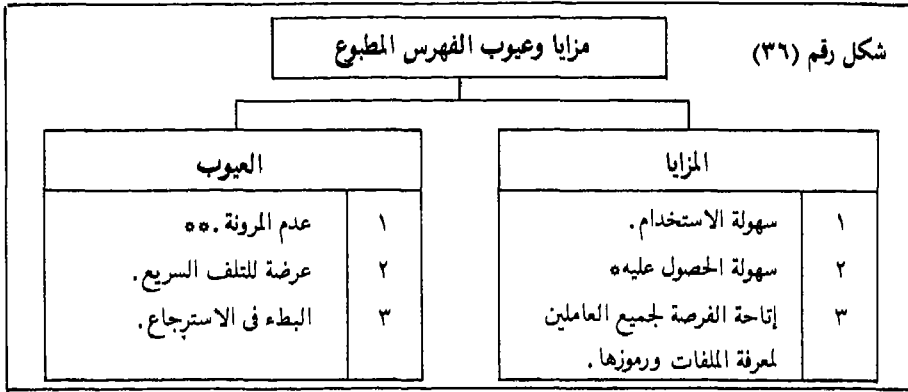 شكل رقم (٣٦)
مزايا وعيوب الفهرس المطبوع
المزايا
١ سهولة الاستخدام.
٢ سهولة الحصول عليه*
٣ إتاحة الفرصة لجميع العاملين
لمعرفة الملفات ورموزها.
العيوب
١ عدم المرونة.**
٢ عرضة للتلف السريع.
٣ البطء فى الاسترجاع.